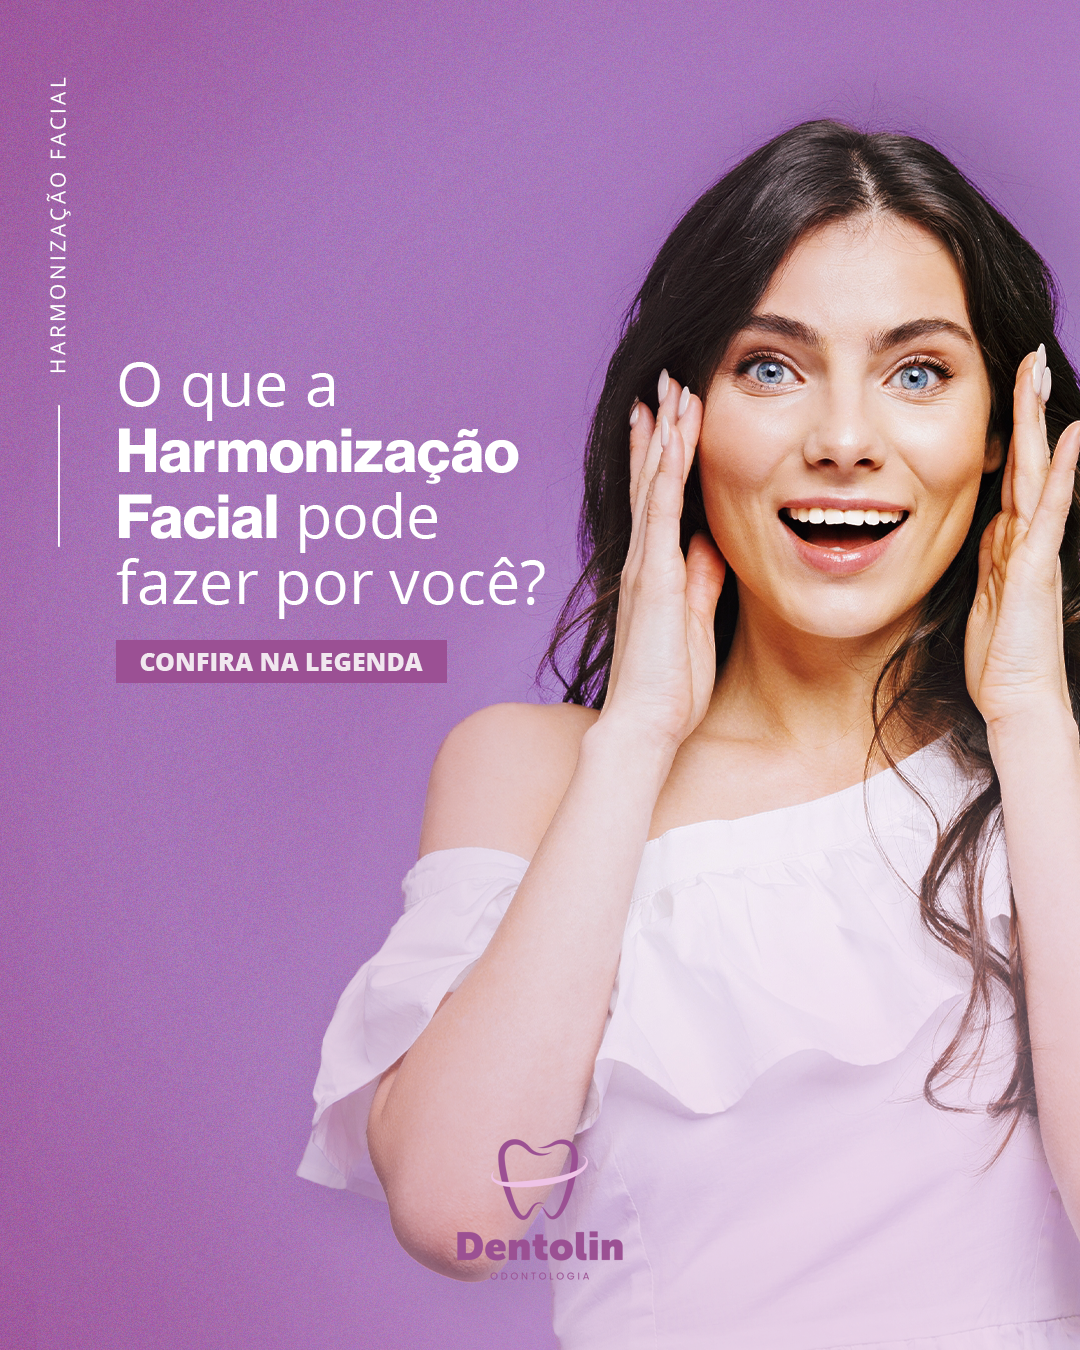 HARMONIZAÇÃO FACIAL
O que a
Harmonização
Facial pode
fazer por você?
CONFIRA NA LEGENDA
Dentolin
ODONTOLOGIA